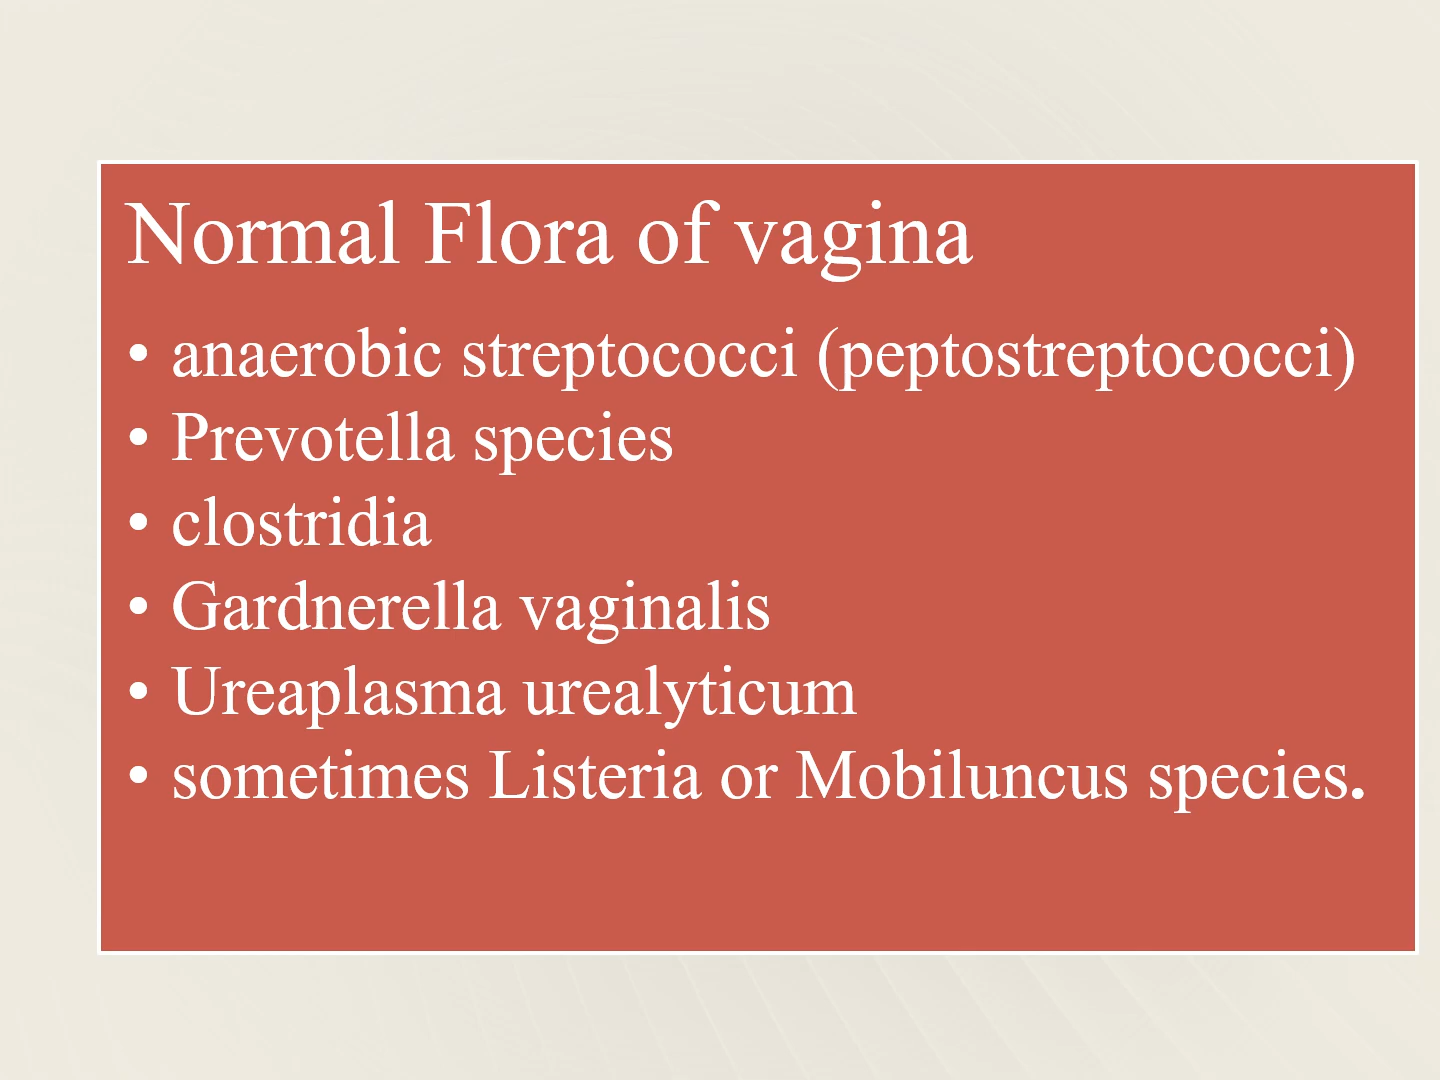 Normal Flora of vagina
• anaerobic streptococci (peptostreptococci)
• Prevotella species
• clostridia
• Gardnerella vaginalis
• Ureaplasma urealyticum
• sometimes Listeria or Mobiluncus species.